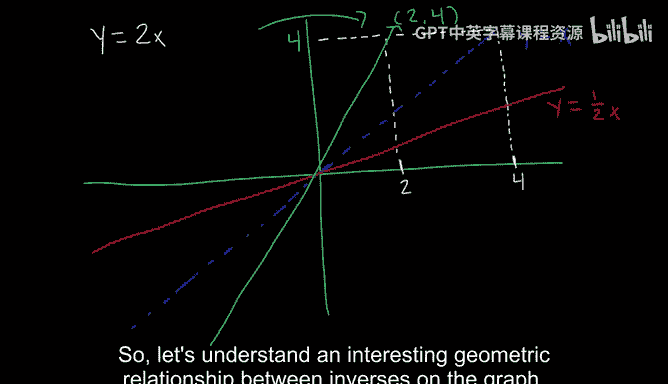 y = 2x
4
(2,4)
GPT中英字幕课程资源 bilibili
y = 1/2 x
2
4
So, let's understand an interesting geometric
relationship between inverses on the graph